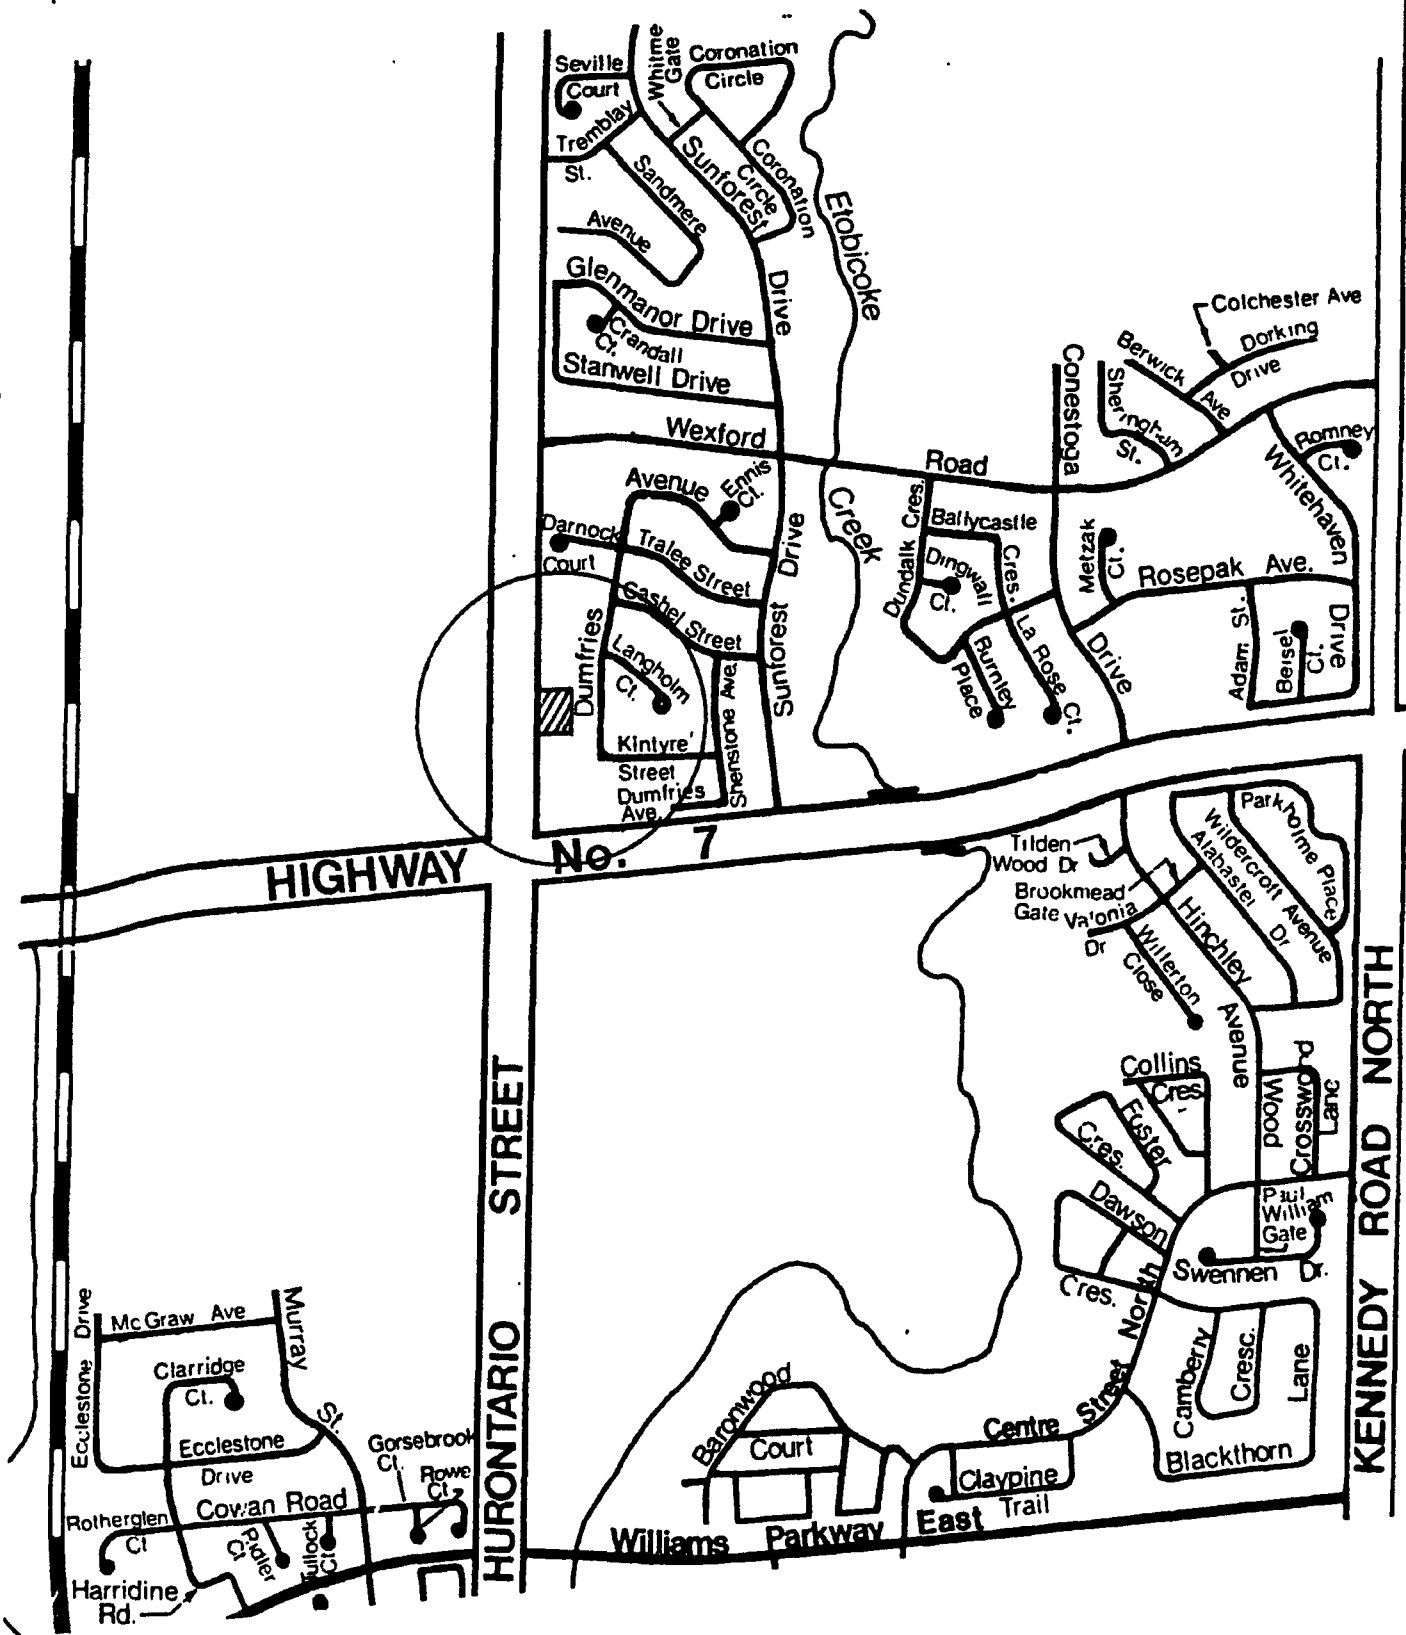 Seville
Court
Whitme
Gate
Coronation
Circle
Tremblay
St.
Sandmere
Avenue
Sunforest
Coronation
Circle
Drive
Etobicoke
Glenmanor Drive
Crandall
Ct.
Stanwell Drive
Wexford
Road
Colchester Ave
Dorking
Drive
Berwick
Ave
Conestoga
Sheringham
St.
Romney
Ct.
Whitehaven
Avenue
Ennis
Ct.
Creek
Darnock
Court
Tralee Street
Drive
Ballycastle
Cres.
Dundalk Cres.
Dingwall
Ct.
Metzak
Ct.
Rosepak Ave.
Cashel Street
Dumfries
Langholm
Ct.
Sunforest
Shenstone Ave.
Burnley
Place
La Rose Ct.
Drive
Adam St.
Beisel
Ct.
Drive
Kintyre
Street
Dumfries
Ave.
HIGHWAY No. 7
Tilden
Wood Dr
Brookmead
Gate
Va'onia
Dr
Parkholme Place
Wildercroft Avenue
Alabaster
Dr
Hinchley
Willerton
Close
Avenue
Collins
Cres.
Foster
Cres.
Wood
Crossword
Lane
Dawson
Cres.
Paul
William
Gate
Swennen Dr.
North
HURONTARIO STREET
KENNEDY ROAD NORTH
Ecclestone Drive
McGraw Ave
Murray
St.
Clarridge
Ct.
Ecclestone
Drive
Gorsebrook
Ct.
Rowe
Ct.
Cowan Road
Rotherglen
Ct
Pidler
Ct
Tullock
Ct
Harridine
Rd.
Baronwood
Court
Centre
Street
Claypine
Trail
Camberry
Cresc.
Lane
Blackthorn
Williams Parkway East